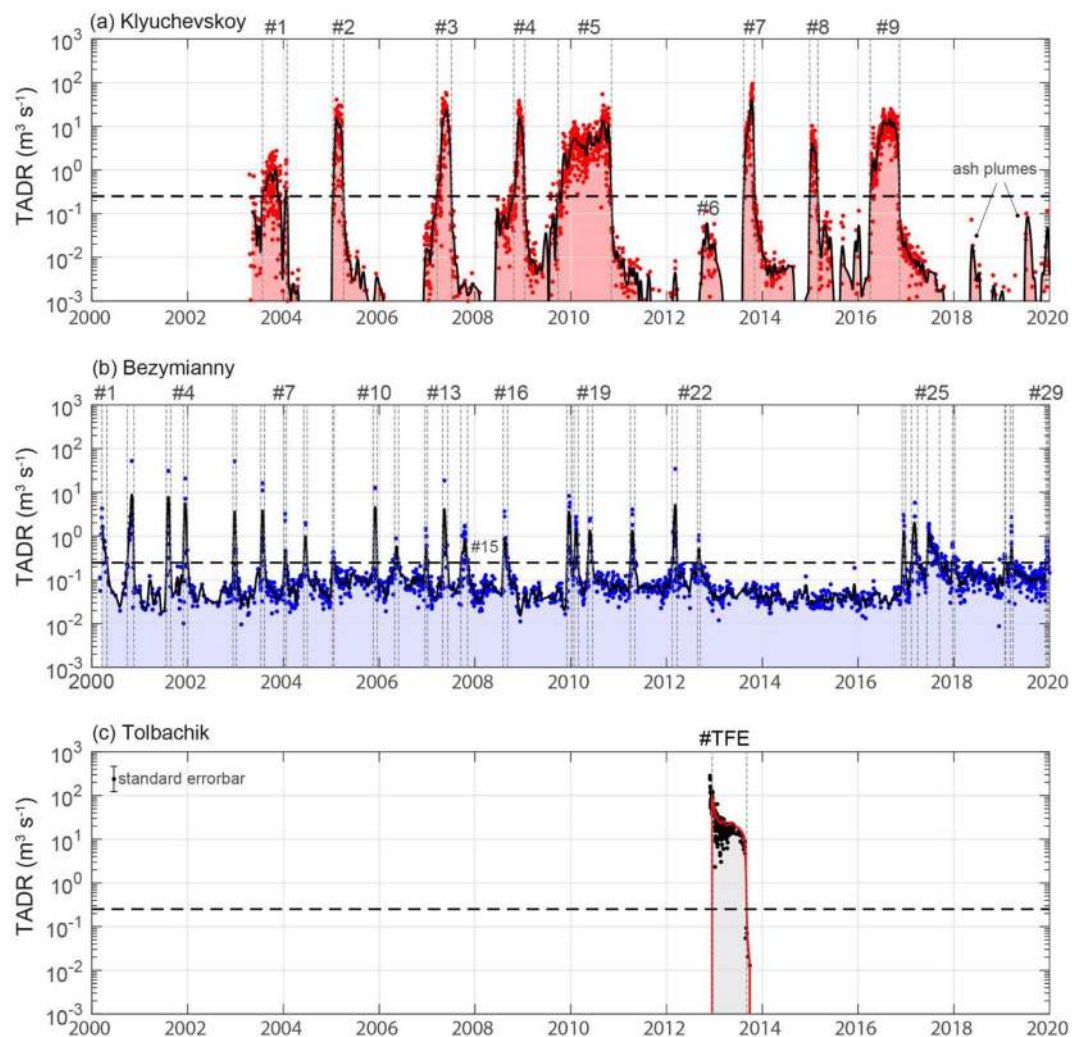 (a) Klyuchevskoy
#1 #2 #3 #4 #5 #7 #8 #9
TADR (m³ s⁻¹)
10³
10²
10¹
10⁰
10⁻¹
10⁻²
10⁻³
#6
ash plumes
2000 2002 2004 2006 2008 2010 2012 2014 2016 2018 2020
(b) Bezymianny
#1 #4 #7 #10 #13 #16 #19 #22 #25 #29
TADR (m³ s⁻¹)
10³
10²
10¹
10⁰
10⁻¹
10⁻²
10⁻³
#15
2000 2002 2004 2006 2008 2010 2012 2014 2016 2018 2020
(c) Tolbachik
#TFE
TADR (m³ s⁻¹)
10³
10²
10¹
10⁰
10⁻¹
10⁻²
10⁻³
standard errorbar
2000 2002 2004 2006 2008 2010 2012 2014 2016 2018 2020